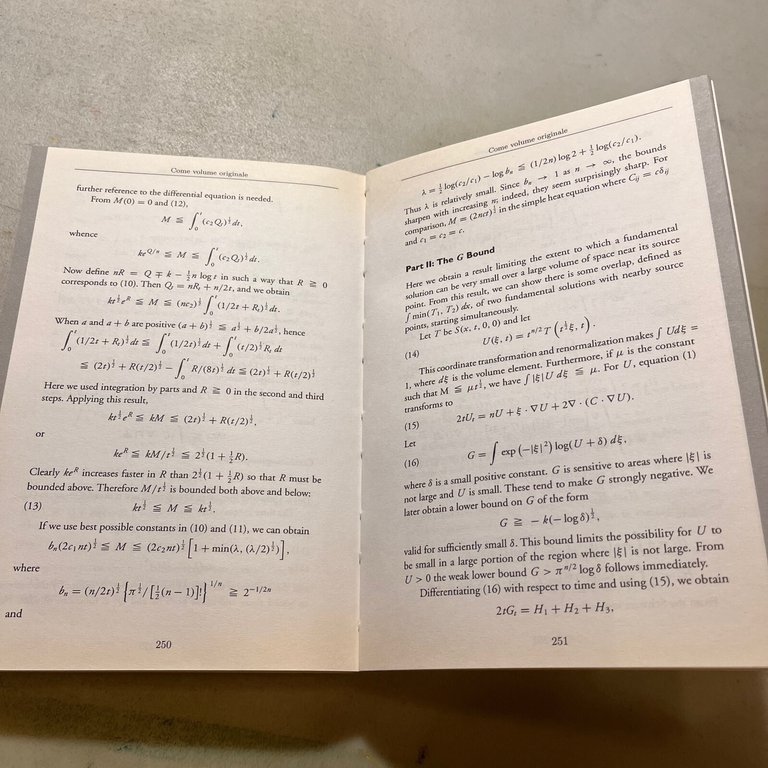 Come volume originale
further reference to the differential equation is needed.
From M(0) = 0 and (12),
M ≦ ∫₀ᵗ (c₂Qₜ)^½ dt,
whence
ke^{Q/n} ≦ M ≦ ∫₀ᵗ (c₂Qₜ)^½ dt.
Now define nR = Q ∓ k − ½n log t in such a way that R ≧ 0
corresponds to (10). Then Qₜ = nRₜ + n/2t, and we obtain
kt^½e^R ≦ M ≦ (nc₂)^½ ∫₀ᵗ (1/2t + Rₜ)^½ dt.
When a and a + b are positive (a + b)^½ ≦ a^½ + b/2a^½, hence
∫₀ᵗ (1/2t + Rₜ)^½ dt ≦ ∫₀ᵗ (1/2t)^½ dt + ∫₀ᵗ (t/2)^½ Rₜ dt
≦ (2t)^½ + R(t/2)^½ − ∫₀ᵗ R/(8t)^½ dt ≦ (2t)^½ + R(t/2)^½
Here we used integration by parts and R ≧ 0 in the second and third
steps. Applying this result,
kt^½e^R ≦ kM ≦ (2t)^½ + R(t/2)^½,
or
ke^R ≦ kM/t^½ ≦ 2^½(1 + ½R).
Clearly ke^R increases faster in R than 2^½(1 + ½R) so that R must be
bounded above. Therefore M/t^½ is bounded both above and below:
(13) kt^½ ≦ M ≦ kt^½.
If we use best possible constants in (10) and (11), we can obtain
bₙ(2c₁nt)^½ ≦ M ≦ (2c₂nt)^½ [1 + min(λ, (λ/2)^½)],
where
bₙ = (n/2t)^½ {π^½/[½(n − 1)]!}^{1/n} ≧ 2^{−1/2n}
and
250
Come volume originale
λ = ½ log(c₂/c₁) − log bₙ ≦ (1/2n) log 2 + ½ log(c₂/c₁).
Thus λ is relatively small. Since bₙ → 1 as n → ∞, the bounds
sharpen with increasing n; indeed, they seem surprisingly sharp. For
comparison, M = (2nct)^½ in the simple heat equation where C_{ij} = cδ_{ij}
and c₁ = c₂ = c.
Part II: The G Bound
Here we obtain a result limiting the extent to which a fundamental
solution can be very small over a large volume of space near its source
point. From this result, we can show there is some overlap, defined as
∫ min(T₁, T₂) dx, of two fundamental solutions with nearby source
points, starting simultaneously.
Let T be S(x, t, 0, 0) and let
(14) U(ξ, t) = t^{n/2} T (t^½ξ, t).
This coordinate transformation and renormalization makes ∫ Udξ =
1, where dξ is the volume element. Furthermore, if μ is the constant
such that M ≦ μt^½, we have ∫ |ξ| U dξ ≦ μ. For U, equation (1)
transforms to
(15) 2tUₜ = nU + ξ · ∇U + 2∇ · (C · ∇U).
Let
(16) G = ∫ exp (−|ξ|²) log(U + δ) dξ,
where δ is a small positive constant. G is sensitive to areas where |ξ| is
not large and U is small. These tend to make G strongly negative. We
later obtain a lower bound on G of the form
G ≧ − k(− log δ)^½,
valid for sufficiently small δ. This bound limits the possibility for U to
be small in a large portion of the region where |ξ| is not large. From
U > 0 the weak lower bound G > π^{n/2} log δ follows immediately.
Differentiating (16) with respect to time and using (15), we obtain
2tGₜ = H₁ + H₂ + H₃,
251